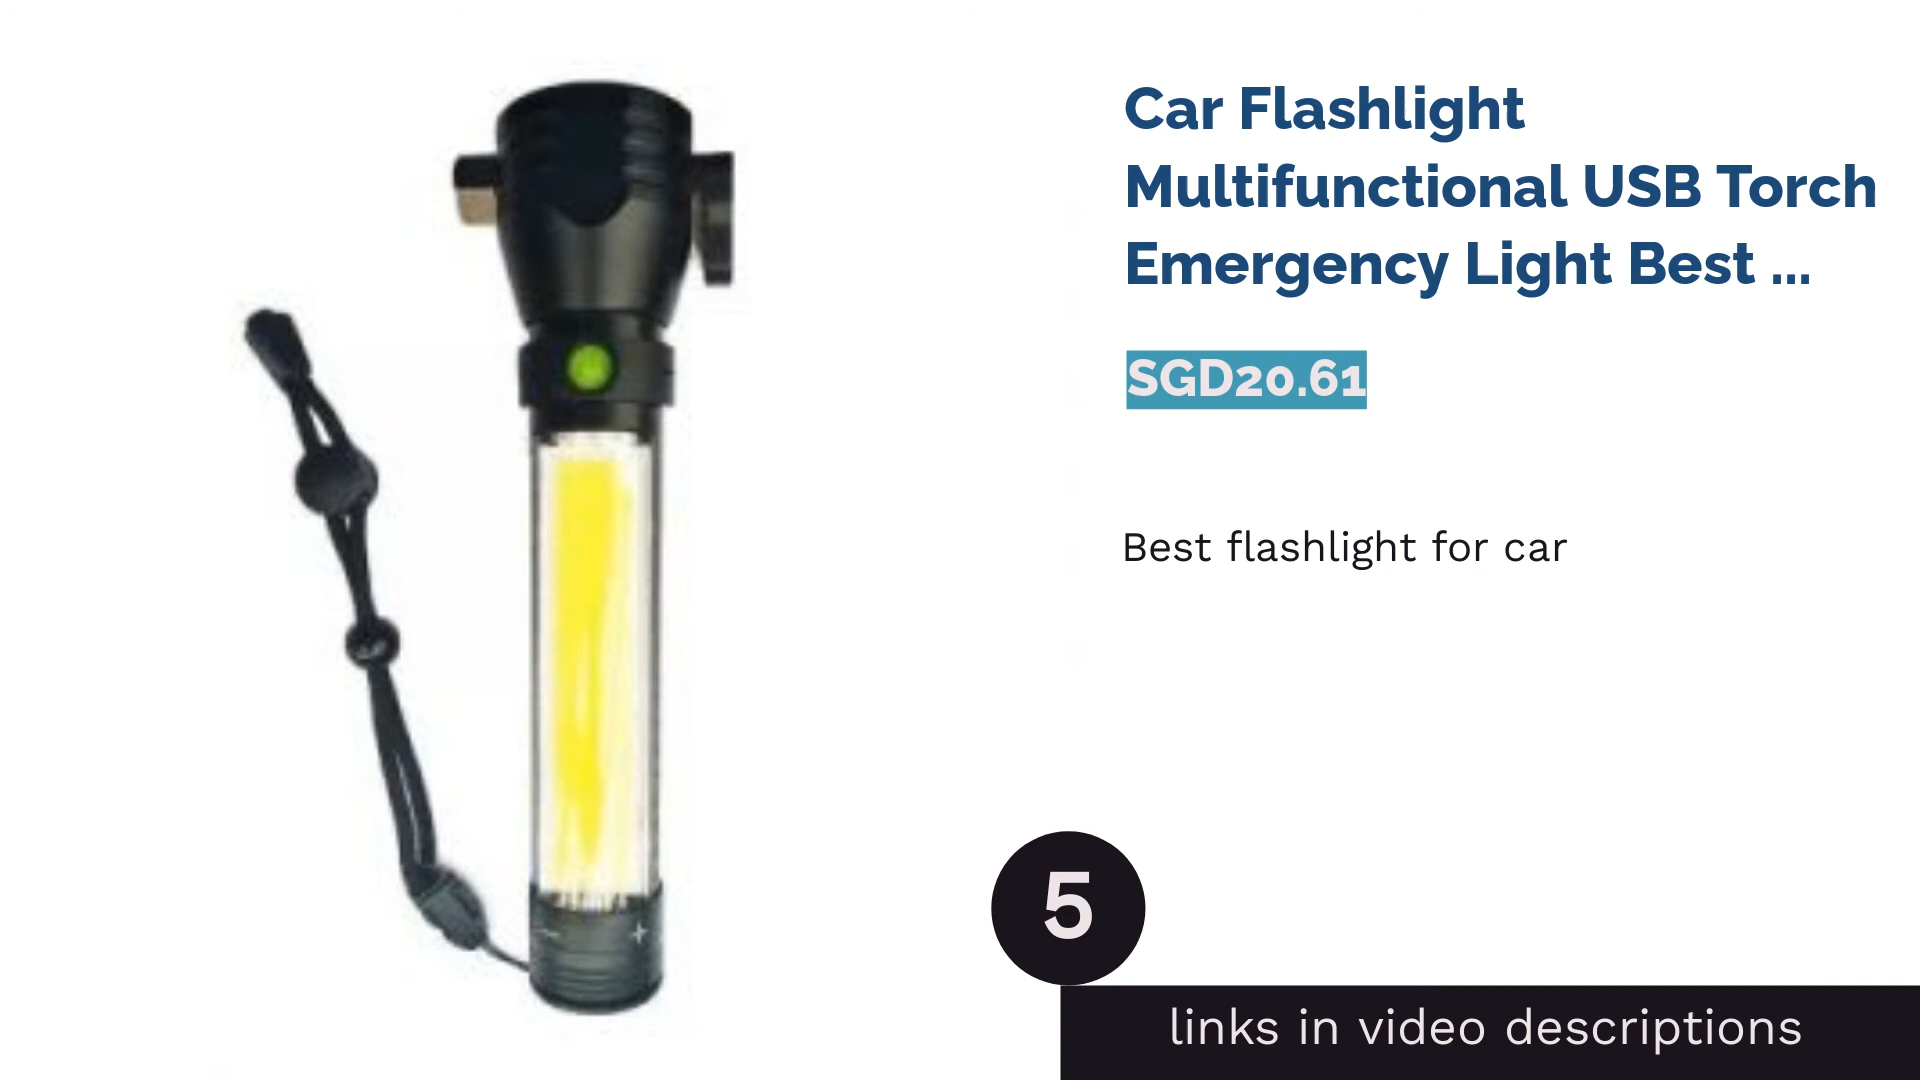 Car Flashlight
Multifunctional USB Torch
Emergency Light Best ...
SGD20.61
Best flashlight for car
5
links in video descriptions
- +